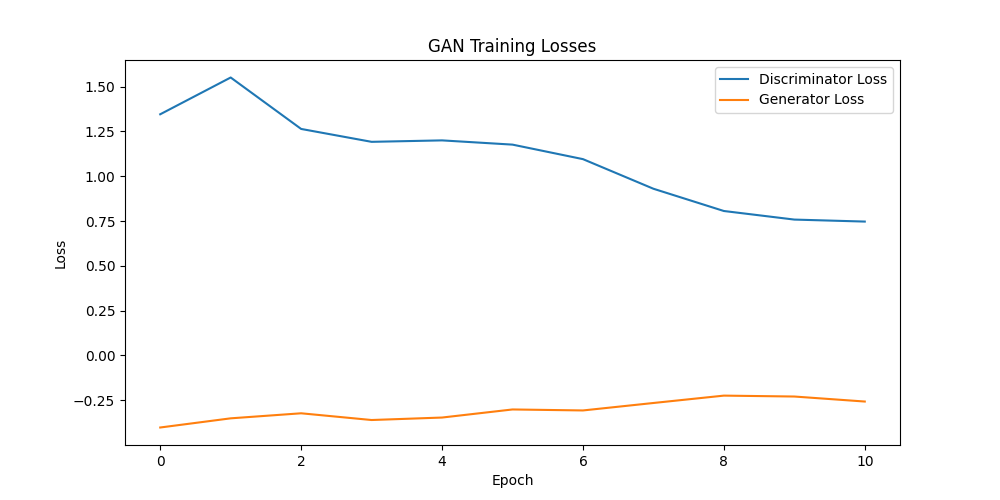 GAN Training Losses
Discriminator Loss
Generator Loss
Loss
1.50
1.25
1.00
0.75
0.50
0.25
0.00
−0.25
0 2 4 6 8 10
Epoch